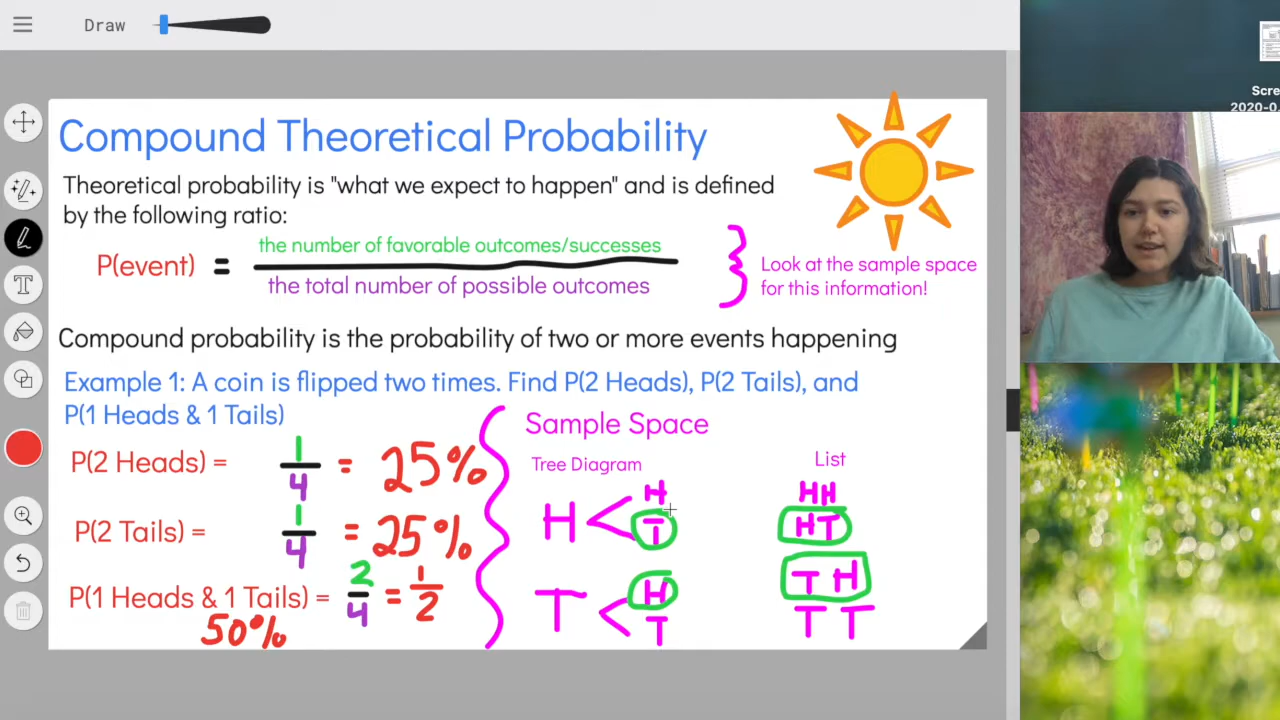 Draw
Scre
2020-0.
Compound Theoretical Probability
Theoretical probability is "what we expect to happen" and is defined
by the following ratio:
P(event) = the number of favorable outcomes/successes
the total number of possible outcomes
Look at the sample space
for this information!
Compound probability is the probability of two or more events happening
Example 1: A coin is flipped two times. Find P(2 Heads), P(2 Tails), and
P(1 Heads & 1 Tails)
P(2 Heads) = 1/4 = 25%
P(2 Tails) = 1/4 = 25%
P(1 Heads & 1 Tails) = 2/4 = 1/2
50%
Sample Space
Tree Diagram
H < H
T
T < H
T
List
HH
HT
TH
TT